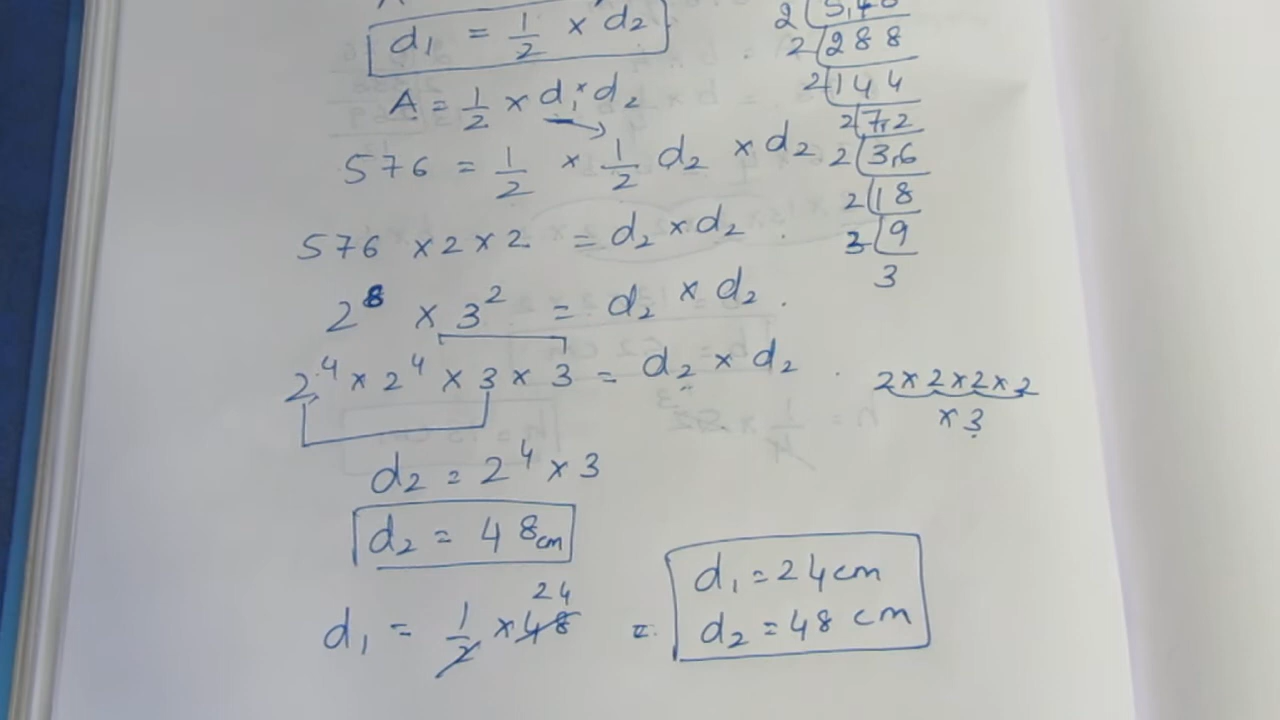 d₁ = 1/2 × d₂
A = 1/2 × d₁ × d₂
576 = 1/2 × 1/2 d₂ × d₂
576 × 2 × 2 = d₂ × d₂
2⁸ × 3² = d₂ × d₂
2⁴ × 2⁴ × 3 × 3 = d₂ × d₂
d₂ = 2⁴ × 3
d₂ = 48cm
24
d₁ = 1/2 × 48 =
d₁ = 24cm
d₂ = 48 cm
2 | 288
2 | 144
2 | 72
2 | 36
2 | 18
3 | 9
3
2 × 2 × 2 × 2
× 3